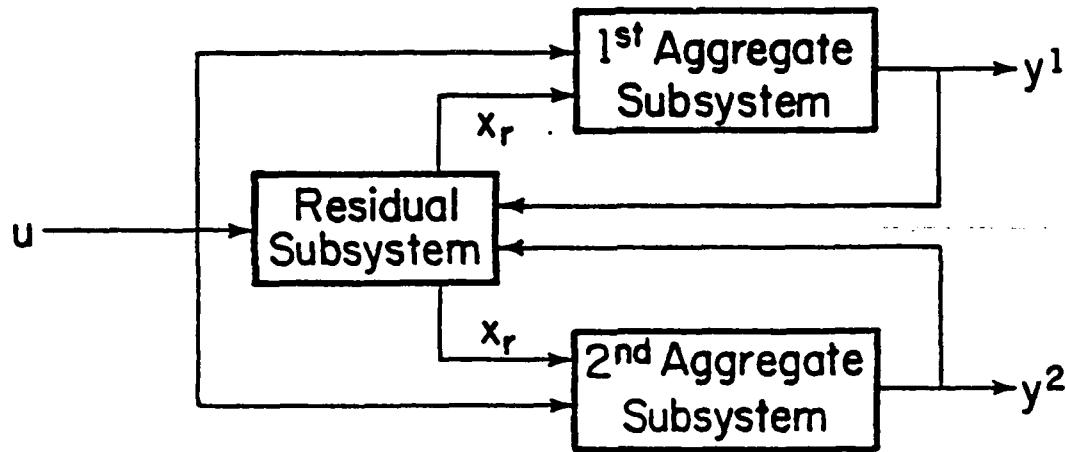 1st Aggregate
Subsystem
y1
xr
Residual
Subsystem
u
xr
2nd Aggregate
Subsystem
y2